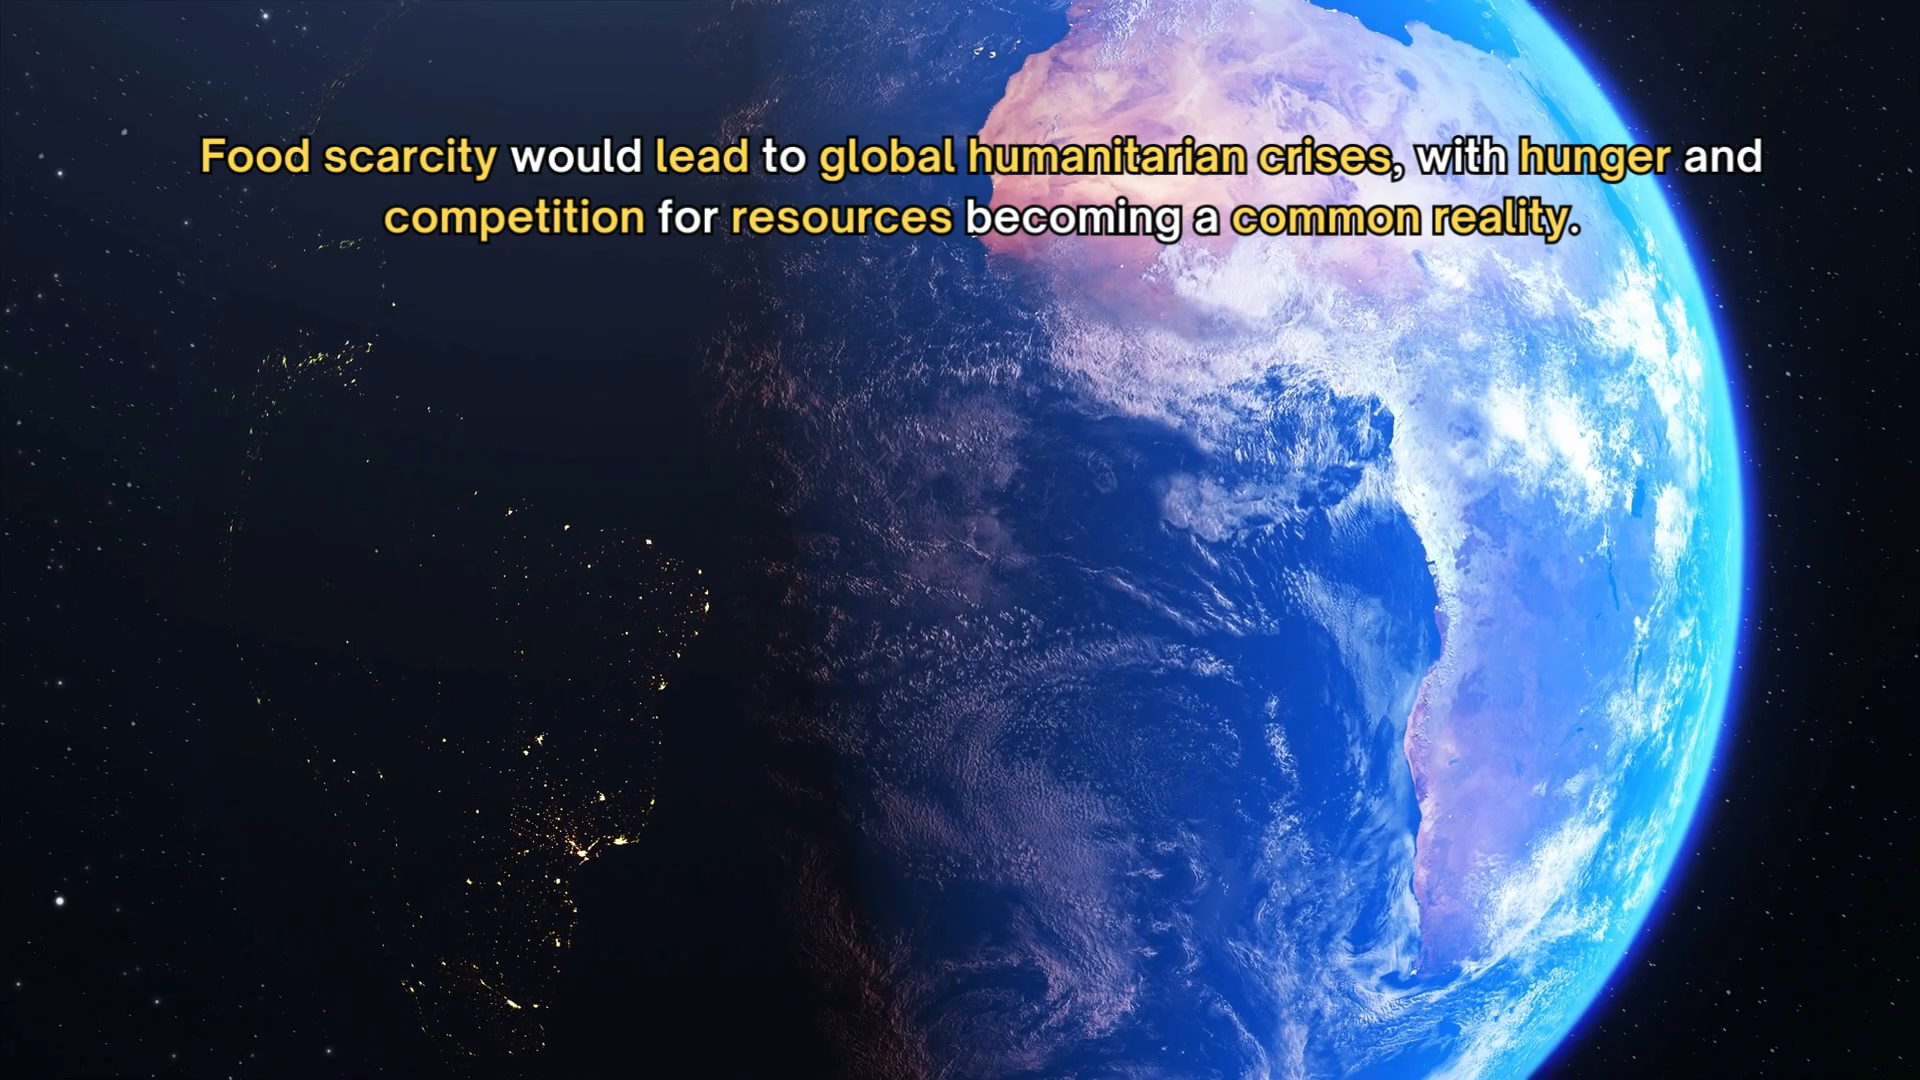 Food scarcity would lead to global humanitarian crises, with hunger and
competition for resources becoming a common reality.